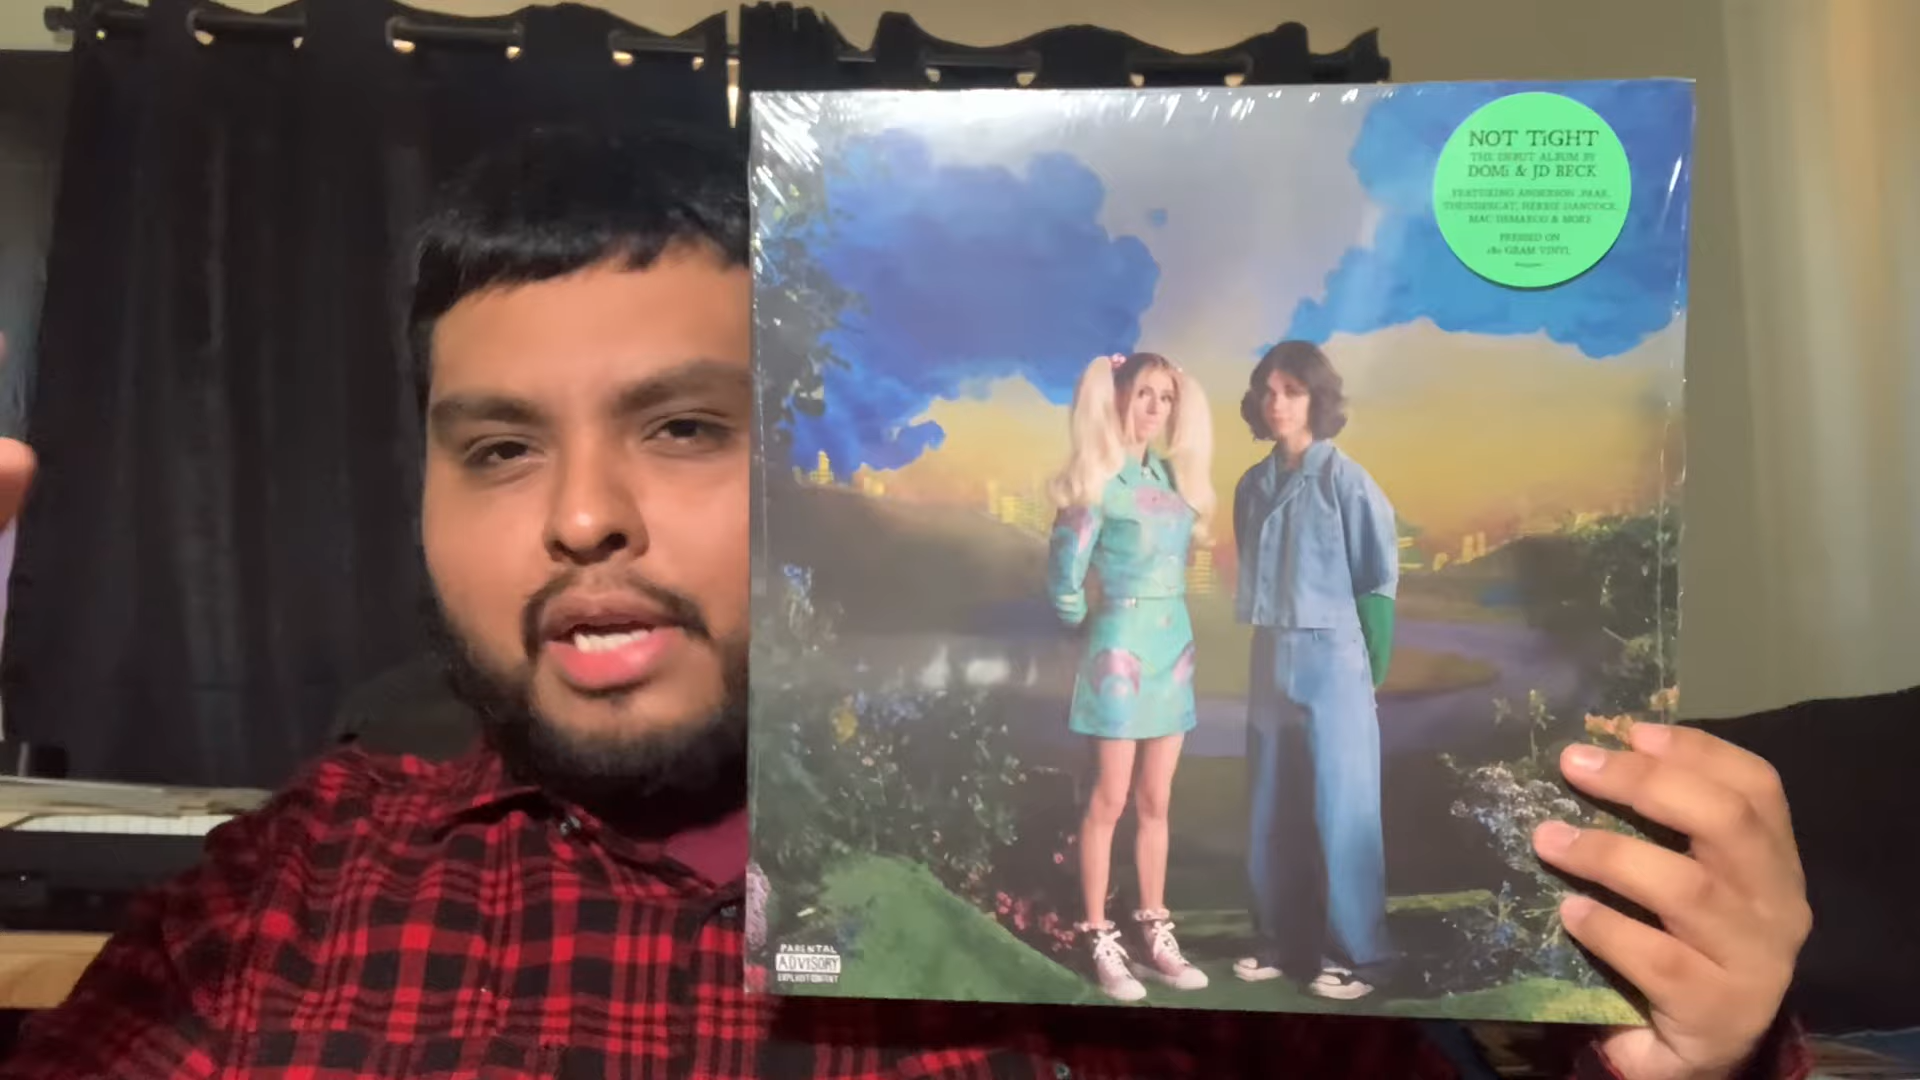 NOT TiGHT
THE DEBUT ALBUM BY
DOMi & JD BECK
FEATURING ANDERSON .PAAK,
THUNDERCAT, HERBIE HANCOCK,
MAC DEMARCO & MORE
PRESSED ON
180 GRAM VINYL
PARENTAL
ADVISORY
EXPLICIT CONTENT